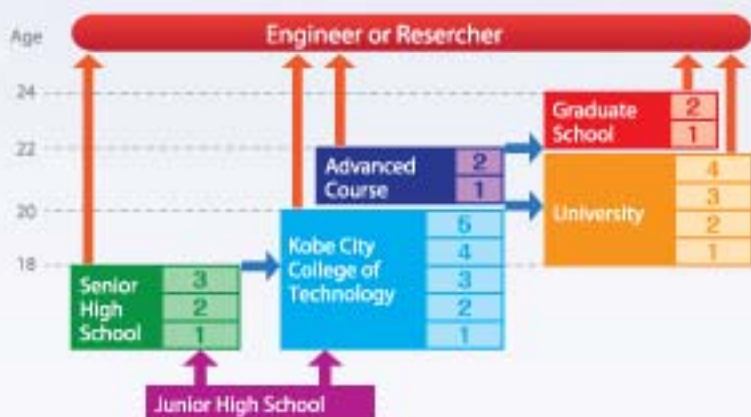 Age
Engineer or Resercher
24
22
20
18
Graduate
School
2
1
Advanced
Course
2
1
University
4
3
2
1
Kobe City
College of
Technology
5
4
3
2
1
Senior
High
School
3
2
1
Junior High School